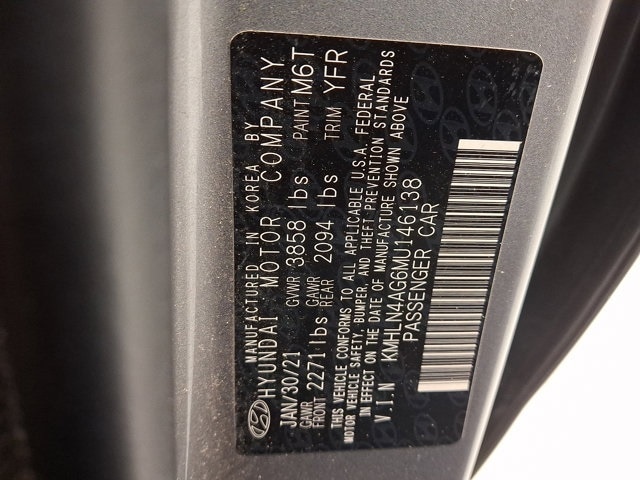 MANUFACTURED IN KOREA BY
HYUNDAI MOTOR COMPANY
JAN/30/21 GVWR 3858 lbs PAINT M6T
GAWR FRONT 2271 lbs GAWR REAR 2094 lbs TRIM YFR
THIS VEHICLE CONFORMS TO ALL APPLICABLE U.S.A. FEDERAL
MOTOR VEHICLE SAFETY, BUMPER, AND THEFT PREVENTION STANDARDS
IN EFFECT ON THE DATE OF MANUFACTURE SHOWN ABOVE
V.I.N KMHLN4AG6MU146138
PASSENGER CAR